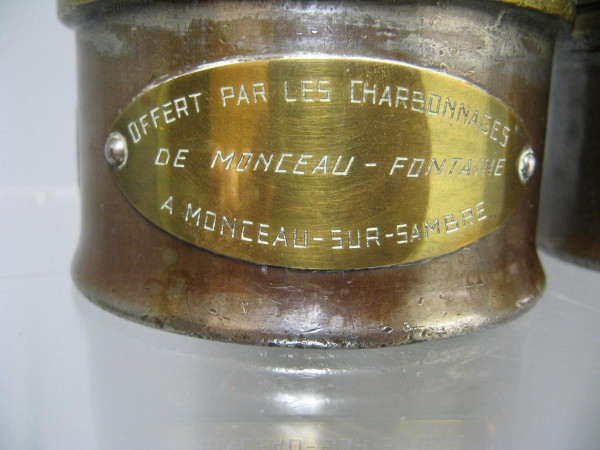 OFFERT PAR LES CHARBONNAGES
DE MONCEAU - FONTAINE
A MONCEAU-SUR-SAMBRE